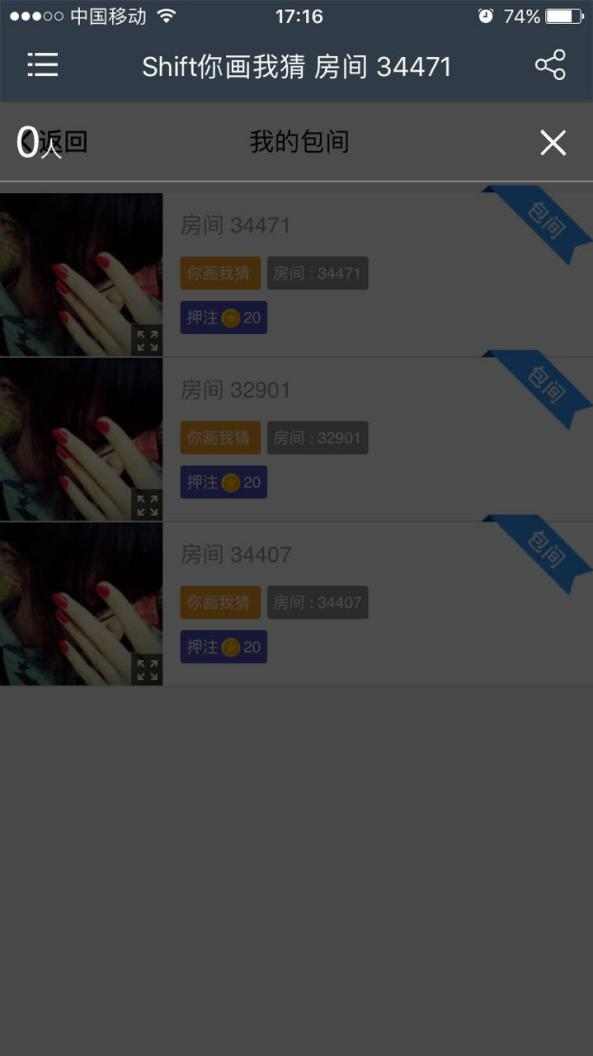 中国移动 17:16 74%
Shift你画我猜 房间 34471
0人 返回 我的包间
房间 34471
包间
你画我猜 房间 : 34471
押注 20
房间 32901
包间
你画我猜 房间 : 32901
押注 20
房间 34407
包间
你画我猜 房间 : 34407
押注 20